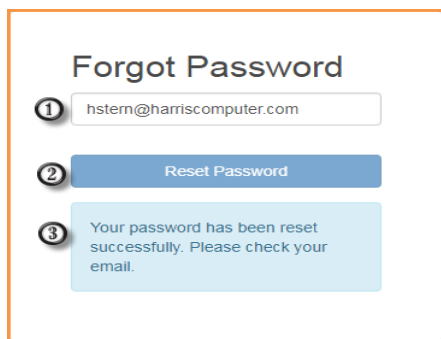 Forgot Password
1 hstern@harriscomputer.com
2 Reset Password
3 Your password has been reset
successfully. Please check your
email.